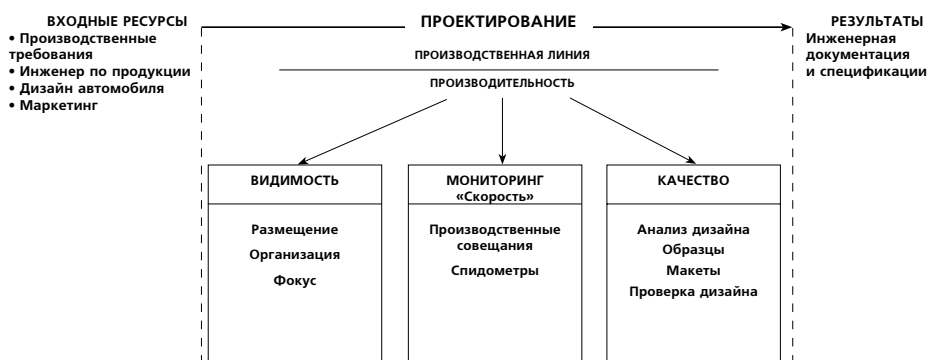 ВХОДНЫЕ РЕСУРСЫ
• Производственные
требования
• Инженер по продукции
• Дизайн автомобиля
• Маркетинг
ПРОЕКТИРОВАНИЕ
ПРОИЗВОДСТВЕННАЯ ЛИНИЯ
ПРОИЗВОДИТЕЛЬНОСТЬ
РЕЗУЛЬТАТЫ
Инженерная
документация
и спецификации
ВИДИМОСТЬ
Размещение
Организация
Фокус
МОНИТОРИНГ
«Скорость»
Производственные
совещания
Спидометры
КАЧЕСТВО
Анализ дизайна
Образцы
Макеты
Проверка дизайна